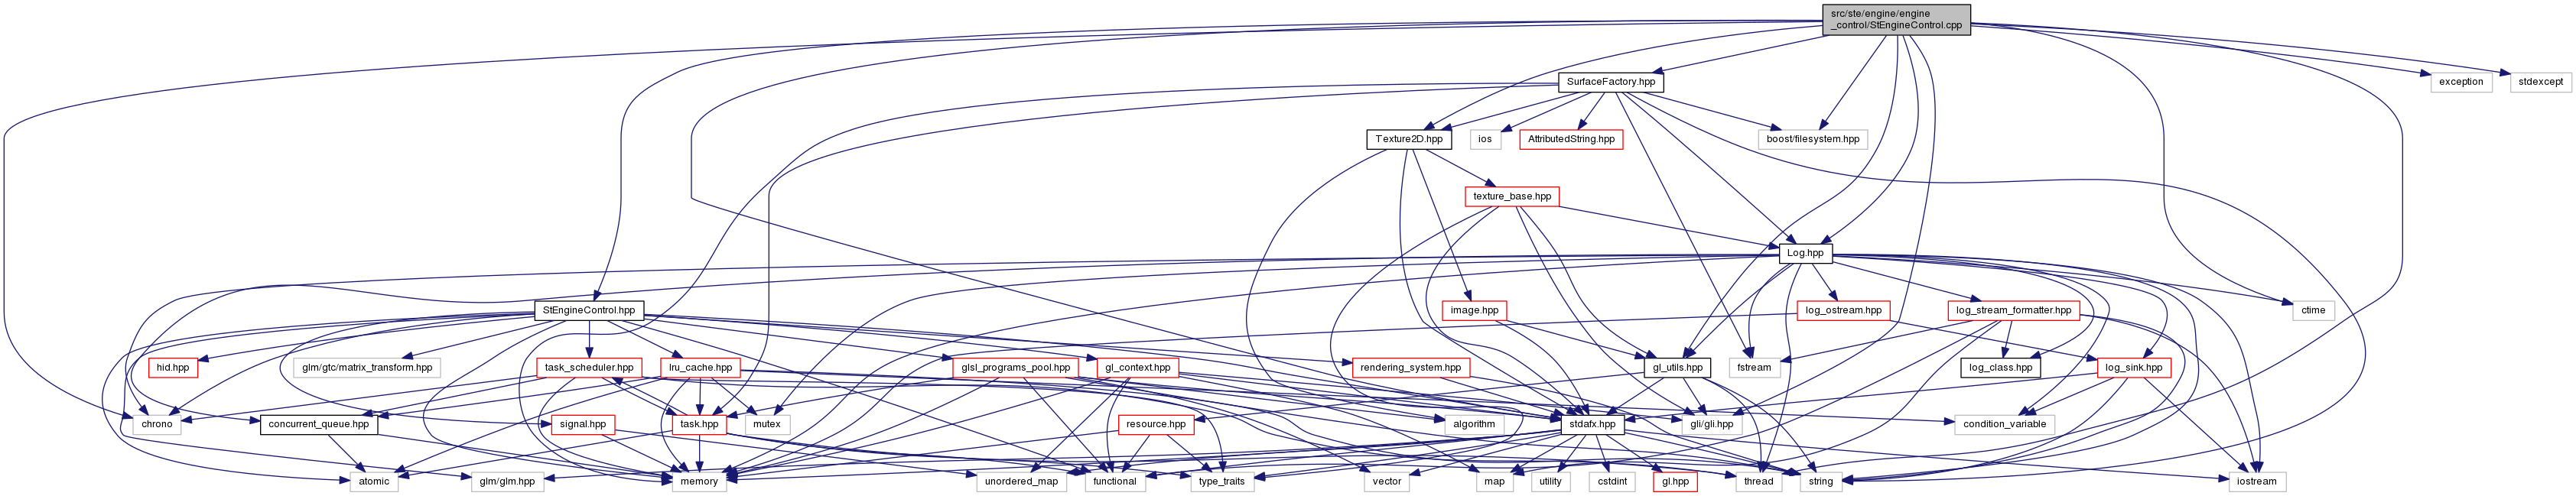 src/ste/engine/engine
_control/StEngineControl.cpp
SurfaceFactory.hpp
exception
stdexcept
Texture2D.hpp
ios
AttributedString.hpp
boost/filesystem.hpp
texture_base.hpp
Log.hpp
StEngineControl.hpp
image.hpp
log_ostream.hpp
log_stream_formatter.hpp
ctime
hid.hpp
glm/gtc/matrix_transform.hpp
task_scheduler.hpp
lru_cache.hpp
glsl_programs_pool.hpp
gl_context.hpp
rendering_system.hpp
gl_utils.hpp
fstream
log_class.hpp
log_sink.hpp
chrono
concurrent_queue.hpp
signal.hpp
task.hpp
mutex
resource.hpp
algorithm
stdafx.hpp
gli/gli.hpp
condition_variable
atomic
glm/glm.hpp
memory
unordered_map
functional
type_traits
vector
map
utility
cstdint
gl.hpp
thread
string
iostream